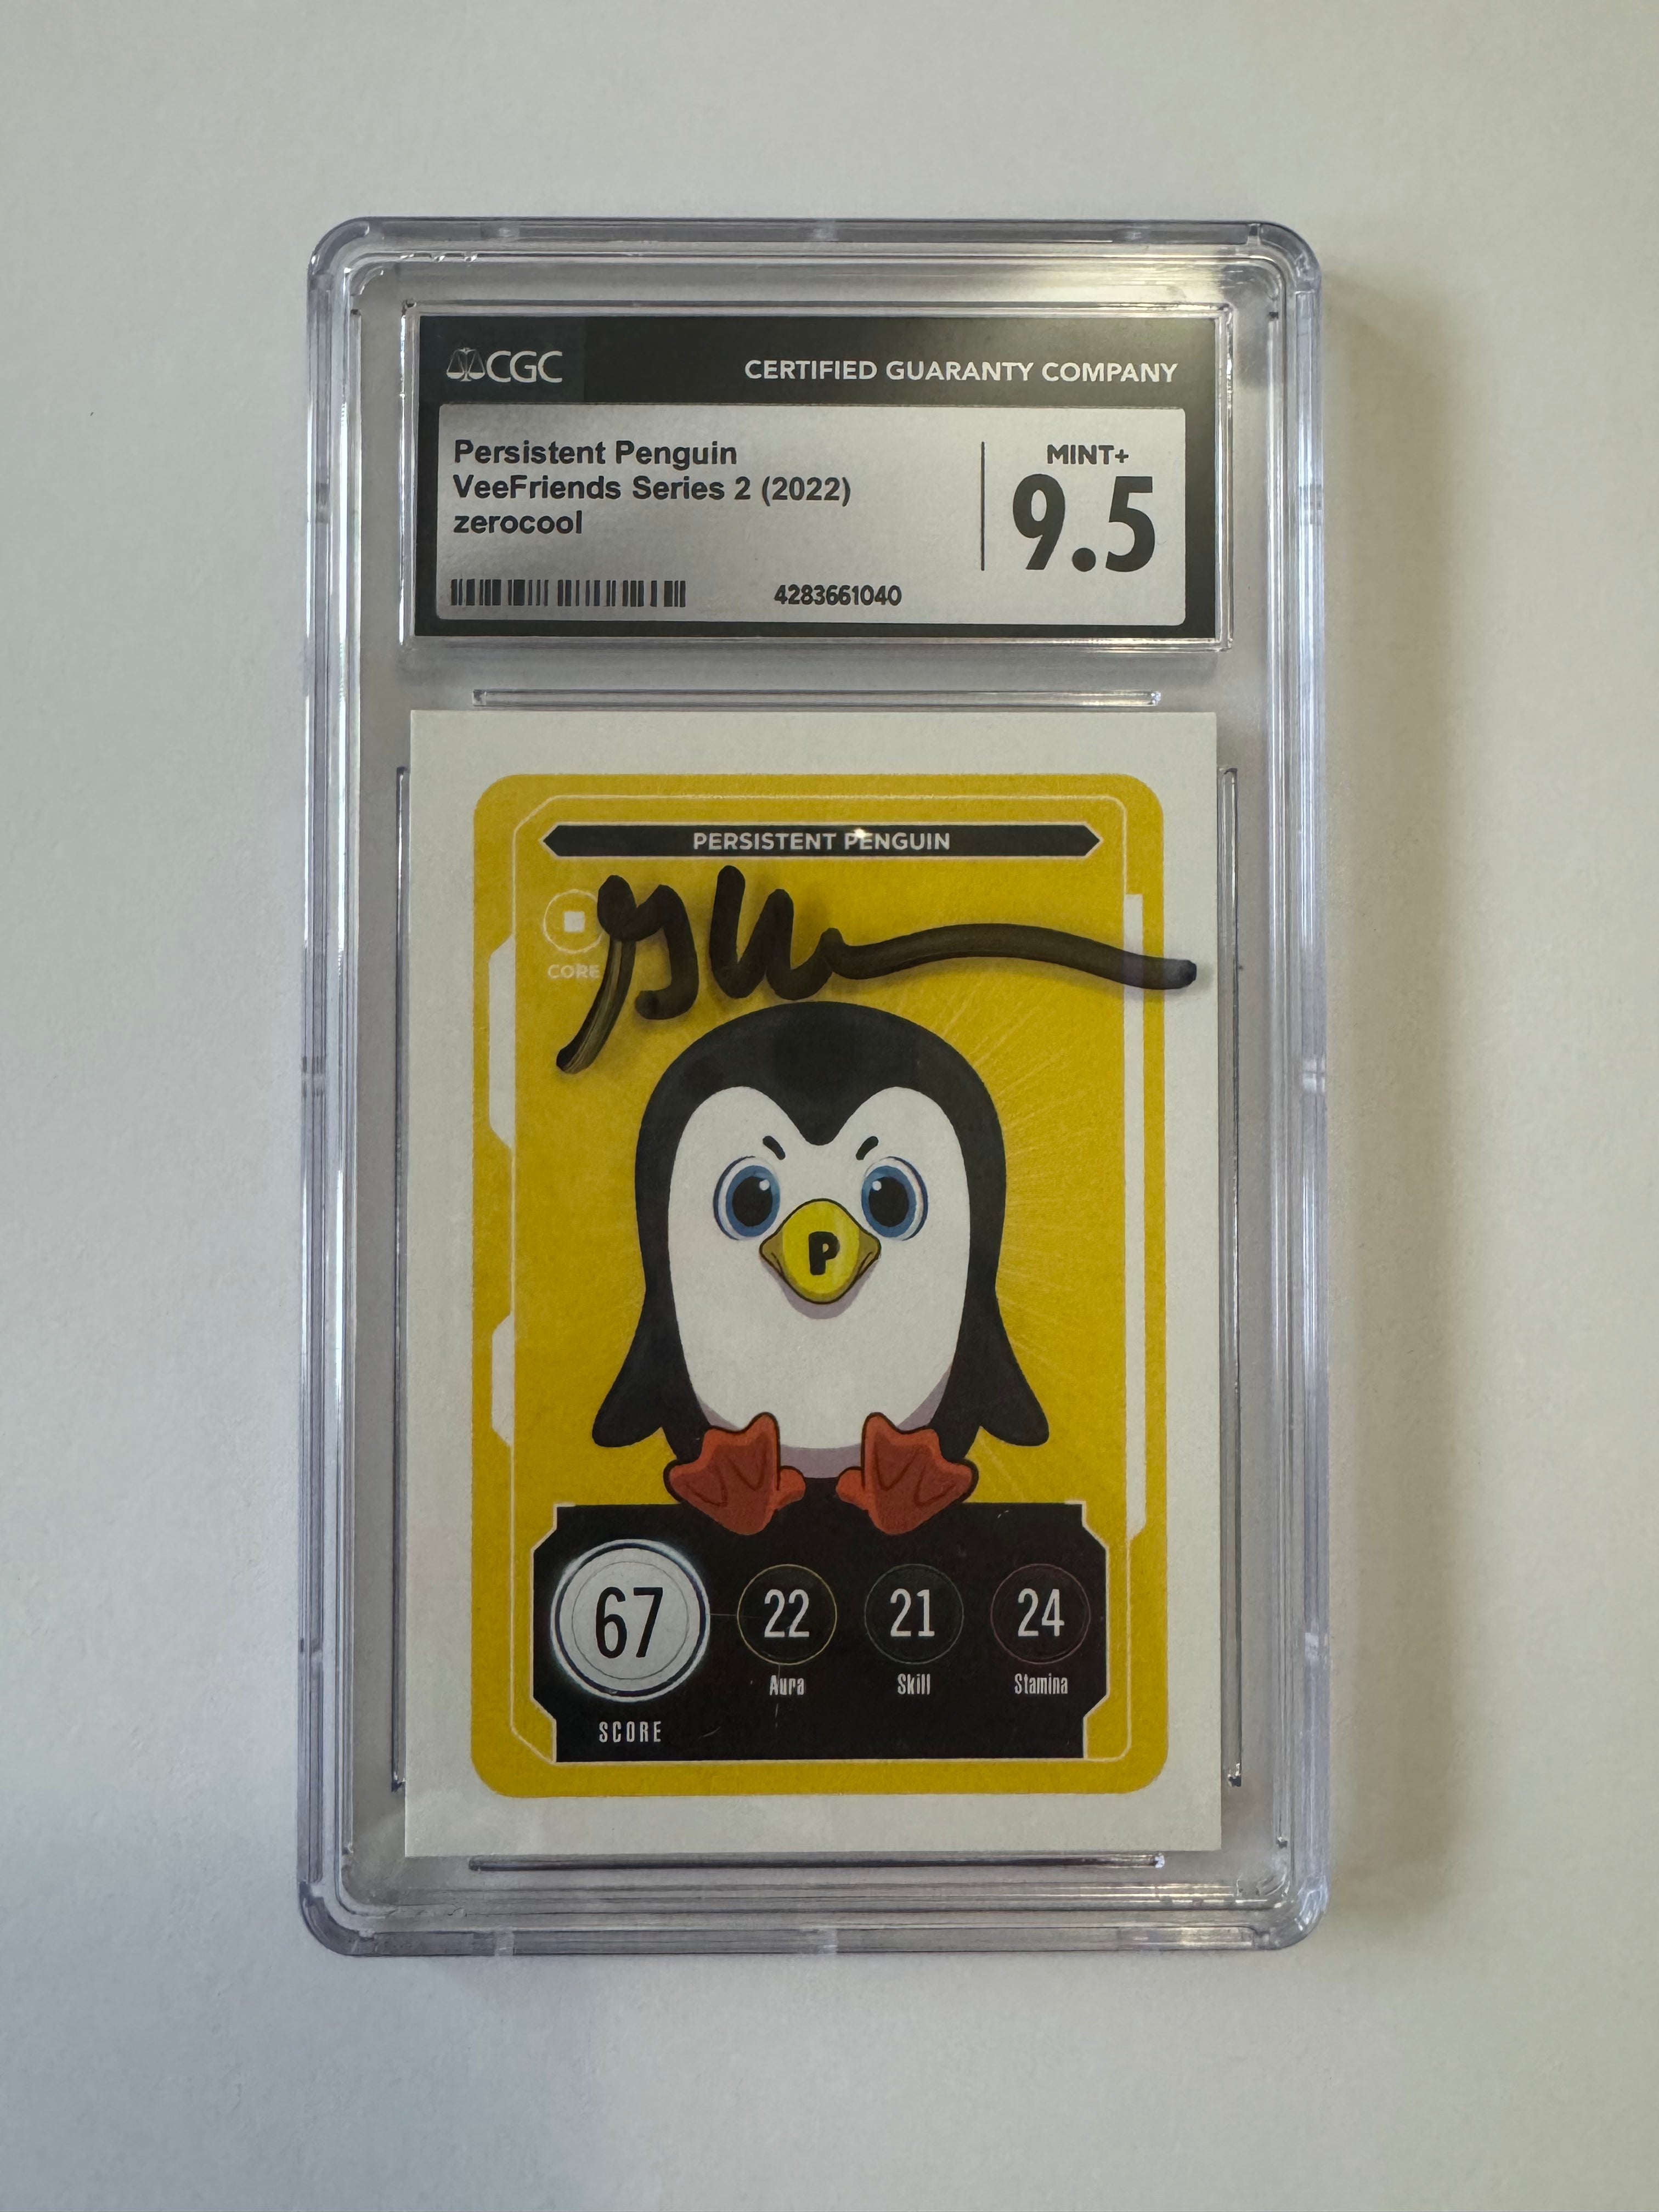 CGC CERTIFIED GUARANTY COMPANY
Persistent Penguin
VeeFriends Series 2 (2022)
zerocool
MINT+
9.5
4283661040
PERSISTENT PENGUIN
CORE
P
67 22 21 24
Aura Skill Stamina
SCORE